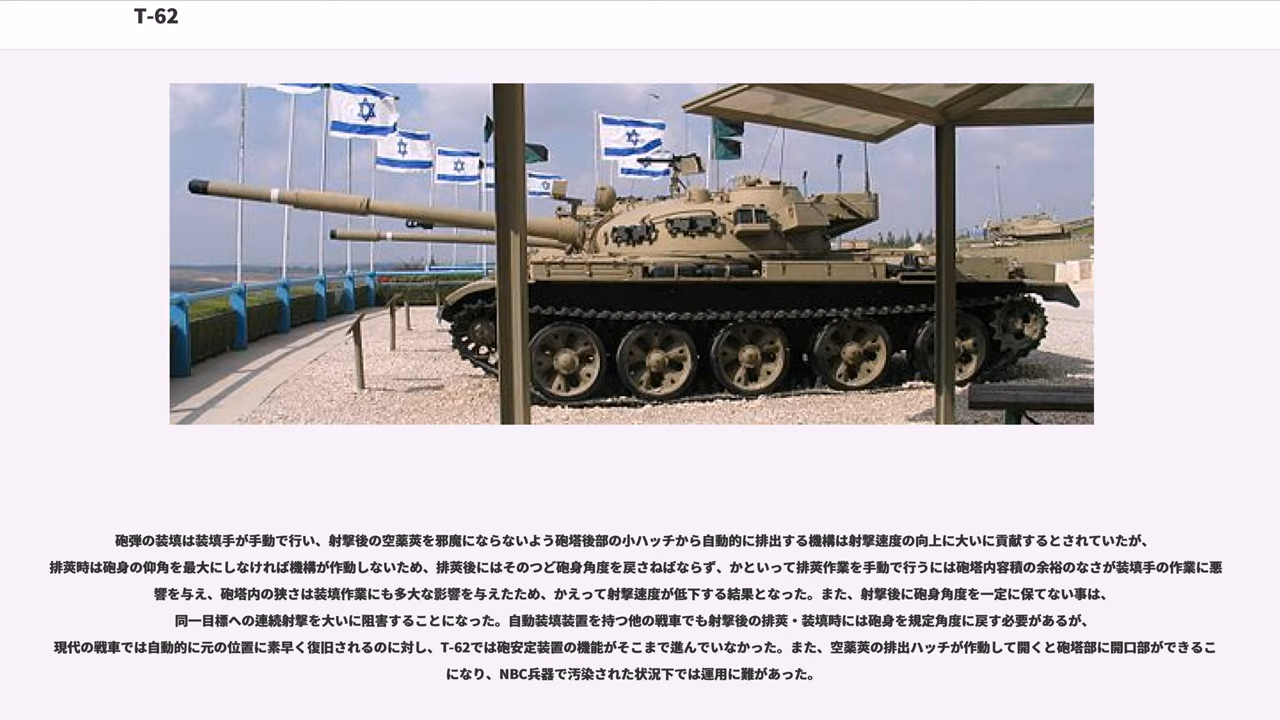 T-62
砲弾の装填は装填手が手動で行い、射撃後の空薬莢を邪魔にならないよう砲塔後部の小ハッチから自動的に排出する機構は射撃速度の向上に大いに貢献するとされていたが、
排莢時は砲身の仰角を最大にしなければ機構が作動しないため、排莢後にはそのつど砲身角度を戻さねばならず、かといって排莢作業を手動で行うには砲塔内容積の余裕のなさが装填手の作業に悪
響を与え、砲塔内の狭さは装填作業にも多大な影響を与えたため、かえって射撃速度が低下する結果となった。また、射撃後に砲身角度を一定に保てない事は、
同一目標への連続射撃を大いに阻害することになった。自動装填装置を持つ他の戦車でも射撃後の排莢・装填時には砲身を規定角度に戻す必要があるが、
現代の戦車では自動的に元の位置に素早く復旧されるのに対し、T-62では砲安定装置の機能がそこまで進んでいなかった。また、空薬莢の排出ハッチが作動して開くと砲塔部に開口部ができるこ
になり、NBC兵器で汚染された状況下では運用に難があった。